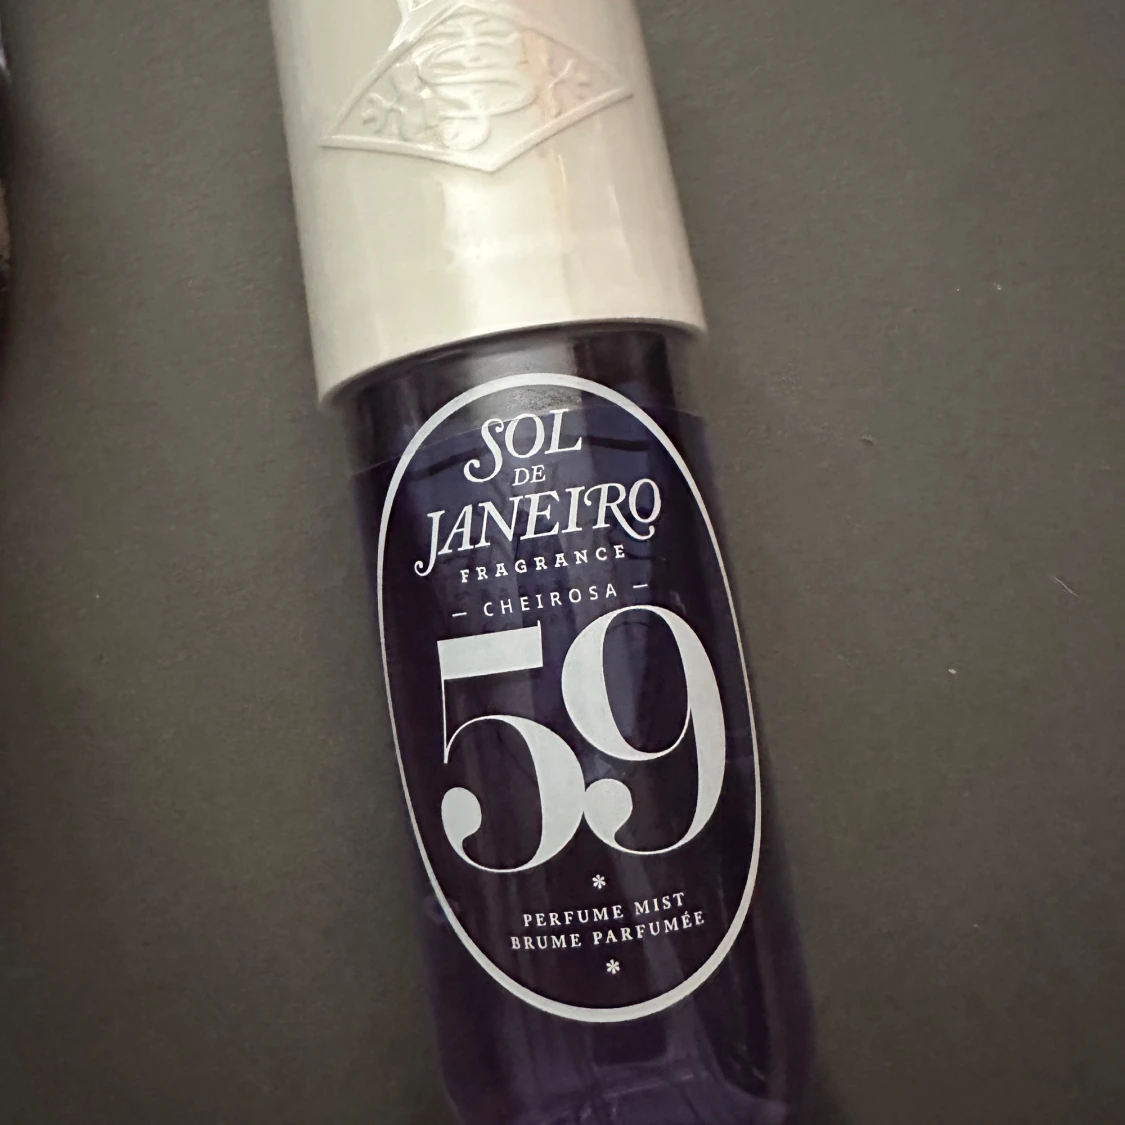 SOL
DE
JANEIRO
FRAGRANCE
— CHEIROSA —
59
*
PERFUME MIST
BRUME PARFUMÉE
*